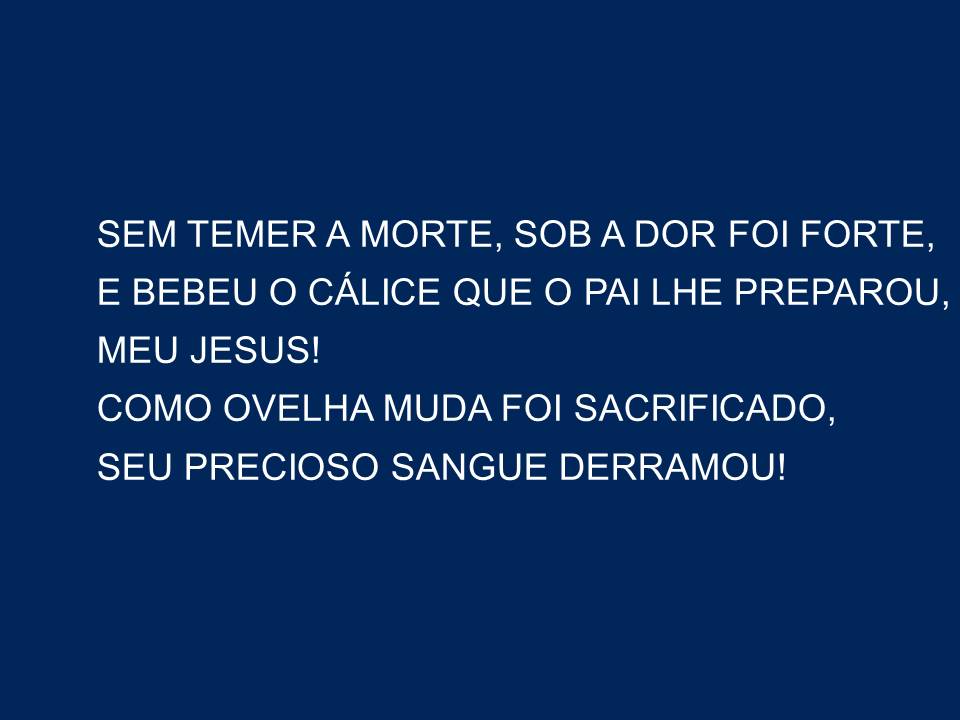 SEM TEMER A MORTE, SOB A DOR FOI FORTE,
E BEBEU O CÁLICE QUE O PAI LHE PREPAROU,
MEU JESUS!
COMO OVELHA MUDA FOI SACRIFICADO,
SEU PRECIOSO SANGUE DERRAMOU!